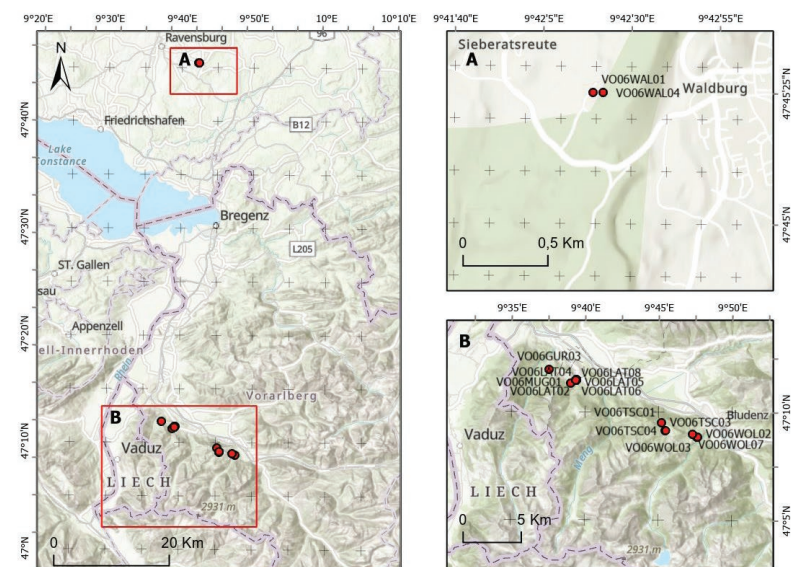 9°20'E 9°30'E 9°40'E 9°50'E 10°E 10°10'E
N
Ravensburg
96
A
47°40'N
Friedrichshafen
B12
Lake
onstance
47°30'N
Bregenz
L205
ST. Gallen
sau
47°20'N
Appenzell
ell-Innerrhoden
Rhein
Vorarlberg
B
47°10'N
Vaduz
LIECH
2931 m
47°N
0 20 Km
9°41'40"E 9°42'5"E 9°42'30"E 9°42'55"E
Sieberatsreute
A
VO06WAL01
VO06WAL04
Waldburg
47°45'25"N
47°45'N
0 0,5 Km
9°35'E 9°40'E 9°45'E 9°50'E
B
VO06GUR03
VO06LAT04 VO06LAT08
VO06MUG01 VO06LAT05
VO06LAT02 VO06LAT06
VO06TSC01
VO06TSC03
Bludenz
VO06TSC04
VO06WOL02
VO06WOL03 VO06WOL07
47°10'N
Vaduz
Meng
LIECH
0 5 Km
47°5'N
2931 m